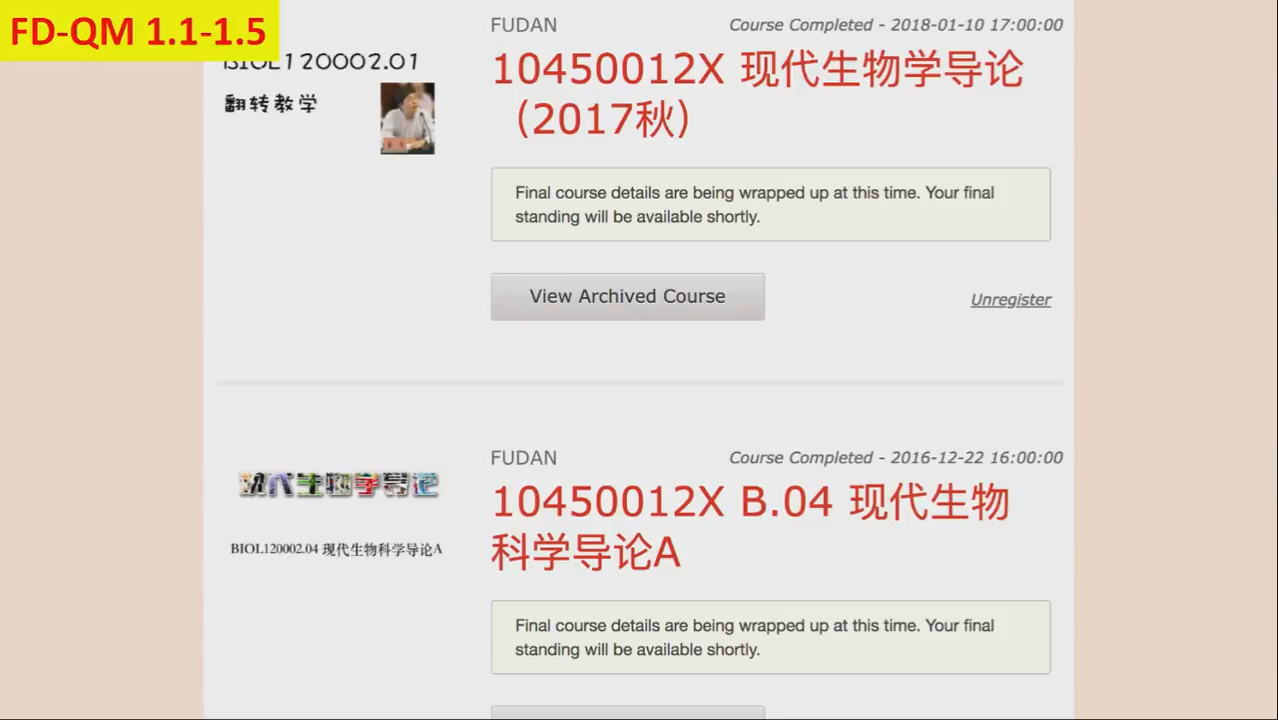 FD-QM 1.1-1.5
BIOL120002.01
翻转教学
FUDAN
Course Completed - 2018-01-10 17:00:00
10450012X 现代生物学导论
（2017秋）
Final course details are being wrapped up at this time. Your final
standing will be available shortly.
View Archived Course
Unregister
现代生物学导论
BIOL120002.04 现代生物科学导论A
FUDAN
Course Completed - 2016-12-22 16:00:00
10450012X B.04 现代生物
科学导论A
Final course details are being wrapped up at this time. Your final
standing will be available shortly.